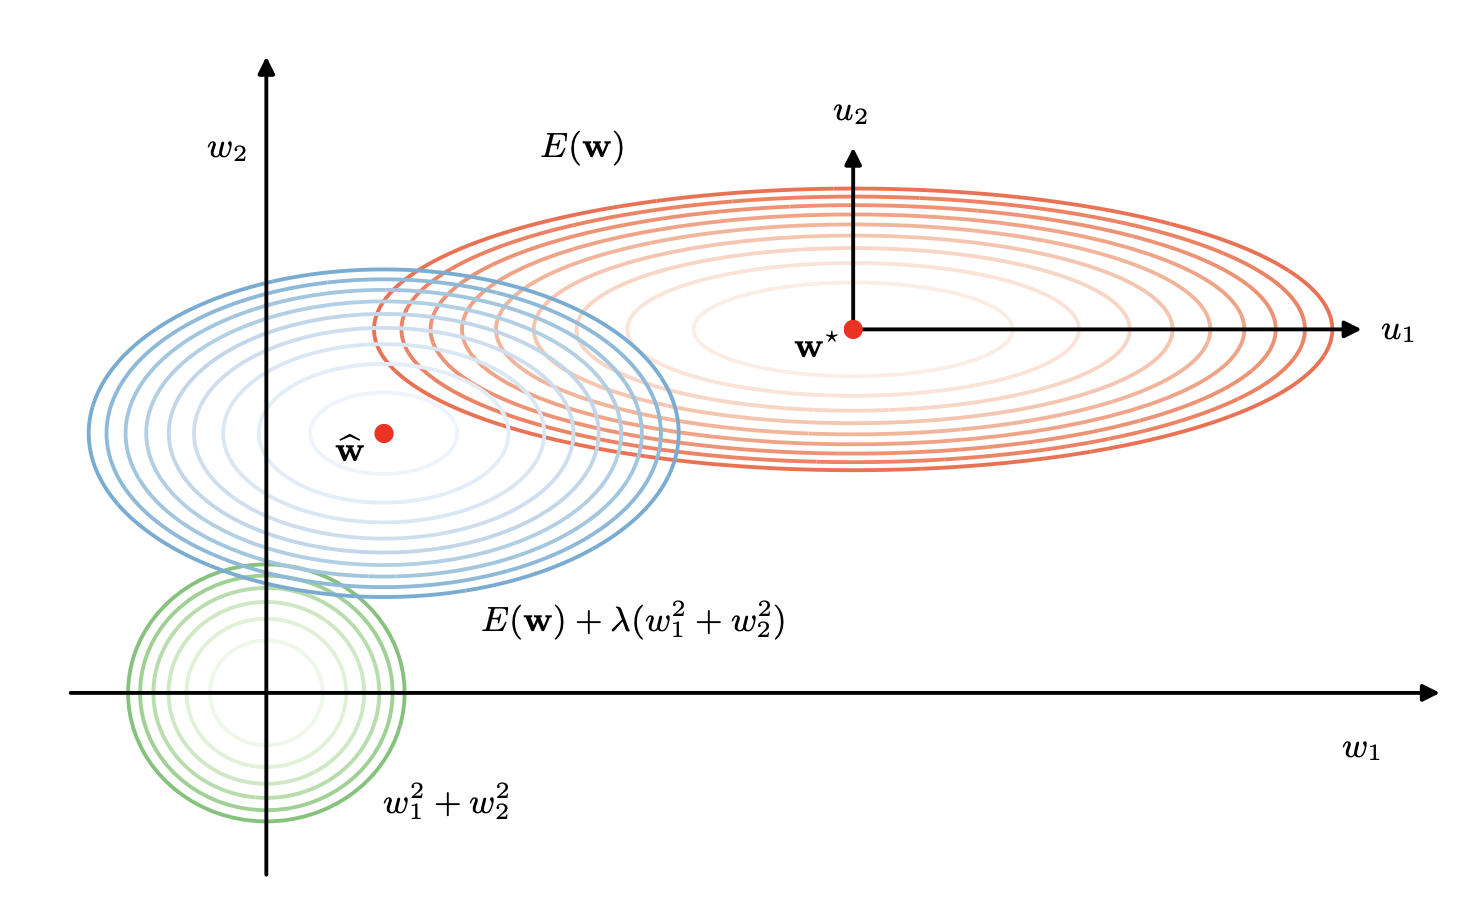 u₂
E(𝐰)
w₂
u₁
𝐰*
ŵ
E(𝐰) + λ(w₁² + w₂²)
w₁
w₁² + w₂²